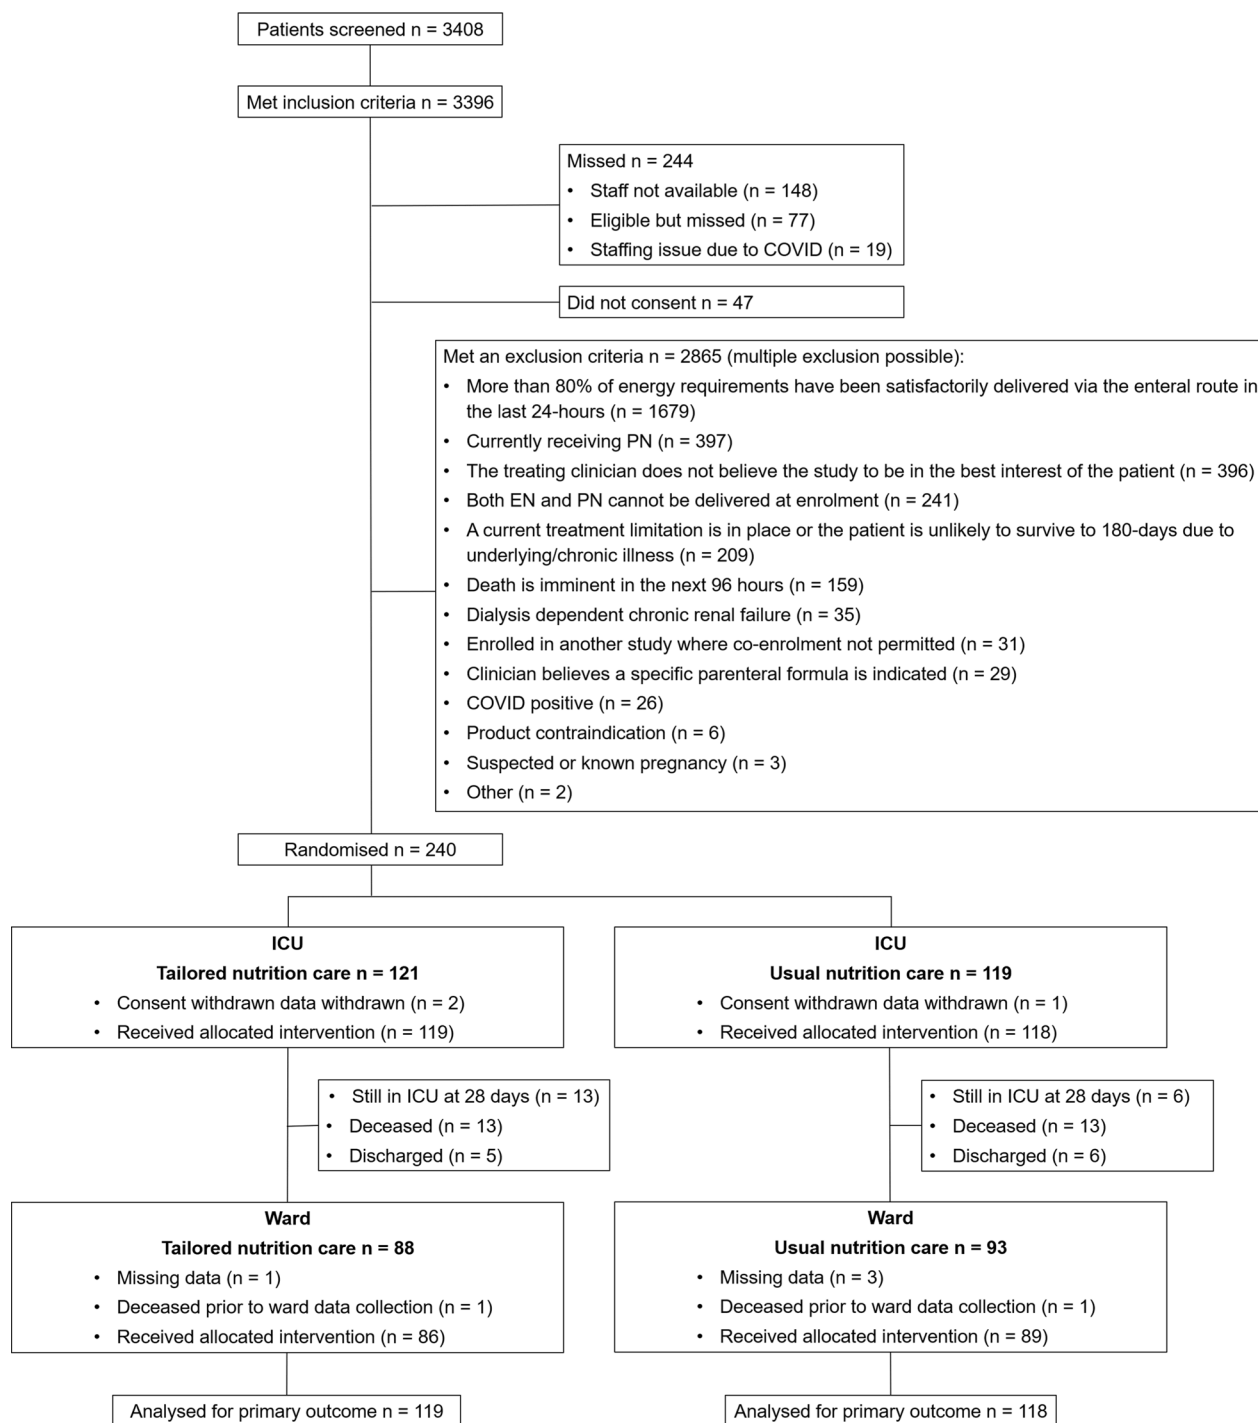 Patients screened n = 3408
Met inclusion criteria n = 3396
Missed n = 244
• Staff not available (n = 148)
• Eligible but missed (n = 77)
• Staffing issue due to COVID (n = 19)
Did not consent n = 47
Met an exclusion criteria n = 2865 (multiple exclusion possible):
• More than 80% of energy requirements have been satisfactorily delivered via the enteral route in
the last 24-hours (n = 1679)
• Currently receiving PN (n = 397)
• The treating clinician does not believe the study to be in the best interest of the patient (n = 396)
• Both EN and PN cannot be delivered at enrolment (n = 241)
• A current treatment limitation is in place or the patient is unlikely to survive to 180-days due to
underlying/chronic illness (n = 209)
• Death is imminent in the next 96 hours (n = 159)
• Dialysis dependent chronic renal failure (n = 35)
• Enrolled in another study where co-enrolment not permitted (n = 31)
• Clinician believes a specific parenteral formula is indicated (n = 29)
• COVID positive (n = 26)
• Product contraindication (n = 6)
• Suspected or known pregnancy (n = 3)
• Other (n = 2)
Randomised n = 240
ICU
Tailored nutrition care n = 121
• Consent withdrawn data withdrawn (n = 2)
• Received allocated intervention (n = 119)
ICU
Usual nutrition care n = 119
• Consent withdrawn data withdrawn (n = 1)
• Received allocated intervention (n = 118)
• Still in ICU at 28 days (n = 13)
• Deceased (n = 13)
• Discharged (n = 5)
• Still in ICU at 28 days (n = 6)
• Deceased (n = 13)
• Discharged (n = 6)
Ward
Tailored nutrition care n = 88
• Missing data (n = 1)
• Deceased prior to ward data collection (n = 1)
• Received allocated intervention (n = 86)
Ward
Usual nutrition care n = 93
• Missing data (n = 3)
• Deceased prior to ward data collection (n = 1)
• Received allocated intervention (n = 89)
Analysed for primary outcome n = 119
Analysed for primary outcome n = 118